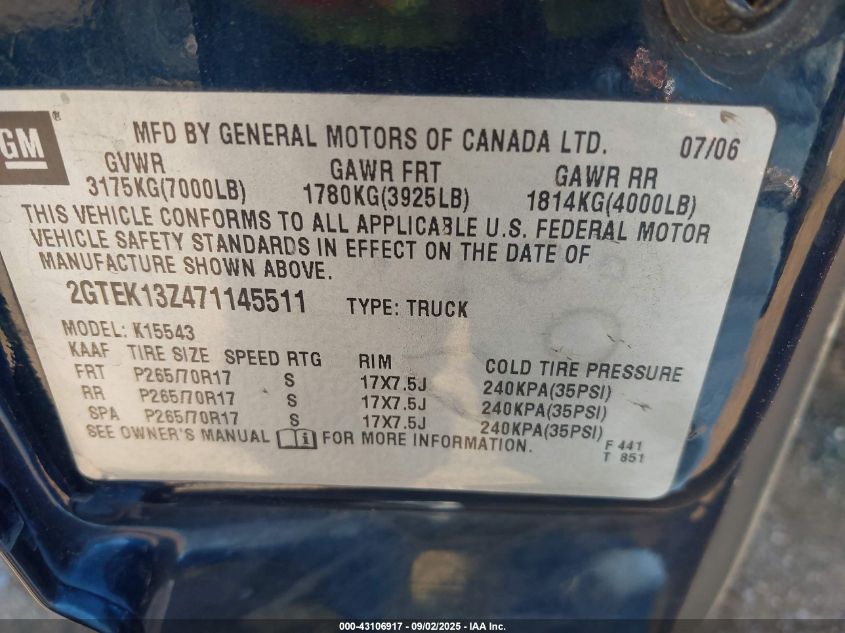 GM ®
MFD BY GENERAL MOTORS OF CANADA LTD. 07/06
GVWR GAWR FRT GAWR RR
3175KG(7000LB) 1780KG(3925LB) 1814KG(4000LB)
THIS VEHICLE CONFORMS TO ALL APPLICABLE U.S. FEDERAL MOTOR
VEHICLE SAFETY STANDARDS IN EFFECT ON THE DATE OF
MANUFACTURE SHOWN ABOVE.
2GTEK13Z471145511 TYPE: TRUCK
MODEL: K15543
KAAF TIRE SIZE SPEED RTG RIM COLD TIRE PRESSURE
FRT P265/70R17 S 17X7.5J 240KPA(35PSI)
RR P265/70R17 S 17X7.5J 240KPA(35PSI)
SPA P265/70R17 S 17X7.5J 240KPA(35PSI)
SEE OWNER'S MANUAL i FOR MORE INFORMATION.
F 441
T 851
000-43106917 - 09/02/2025 - IAA Inc.